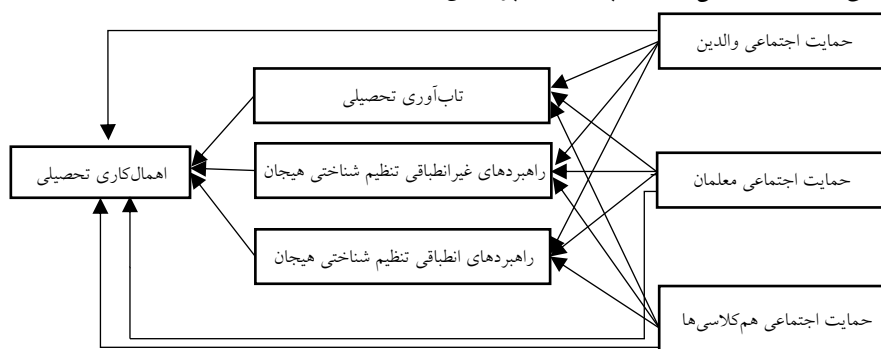 حمایت اجتماعی والدین
تاب‌آوری تحصیلی
راهبردهای غیرانطباقی تنظیم شناختی هیجان
اهمال‌کاری تحصیلی
حمایت اجتماعی معلمان
راهبردهای انطباقی تنظیم شناختی هیجان
حمایت اجتماعی هم‌کلاسی‌ها